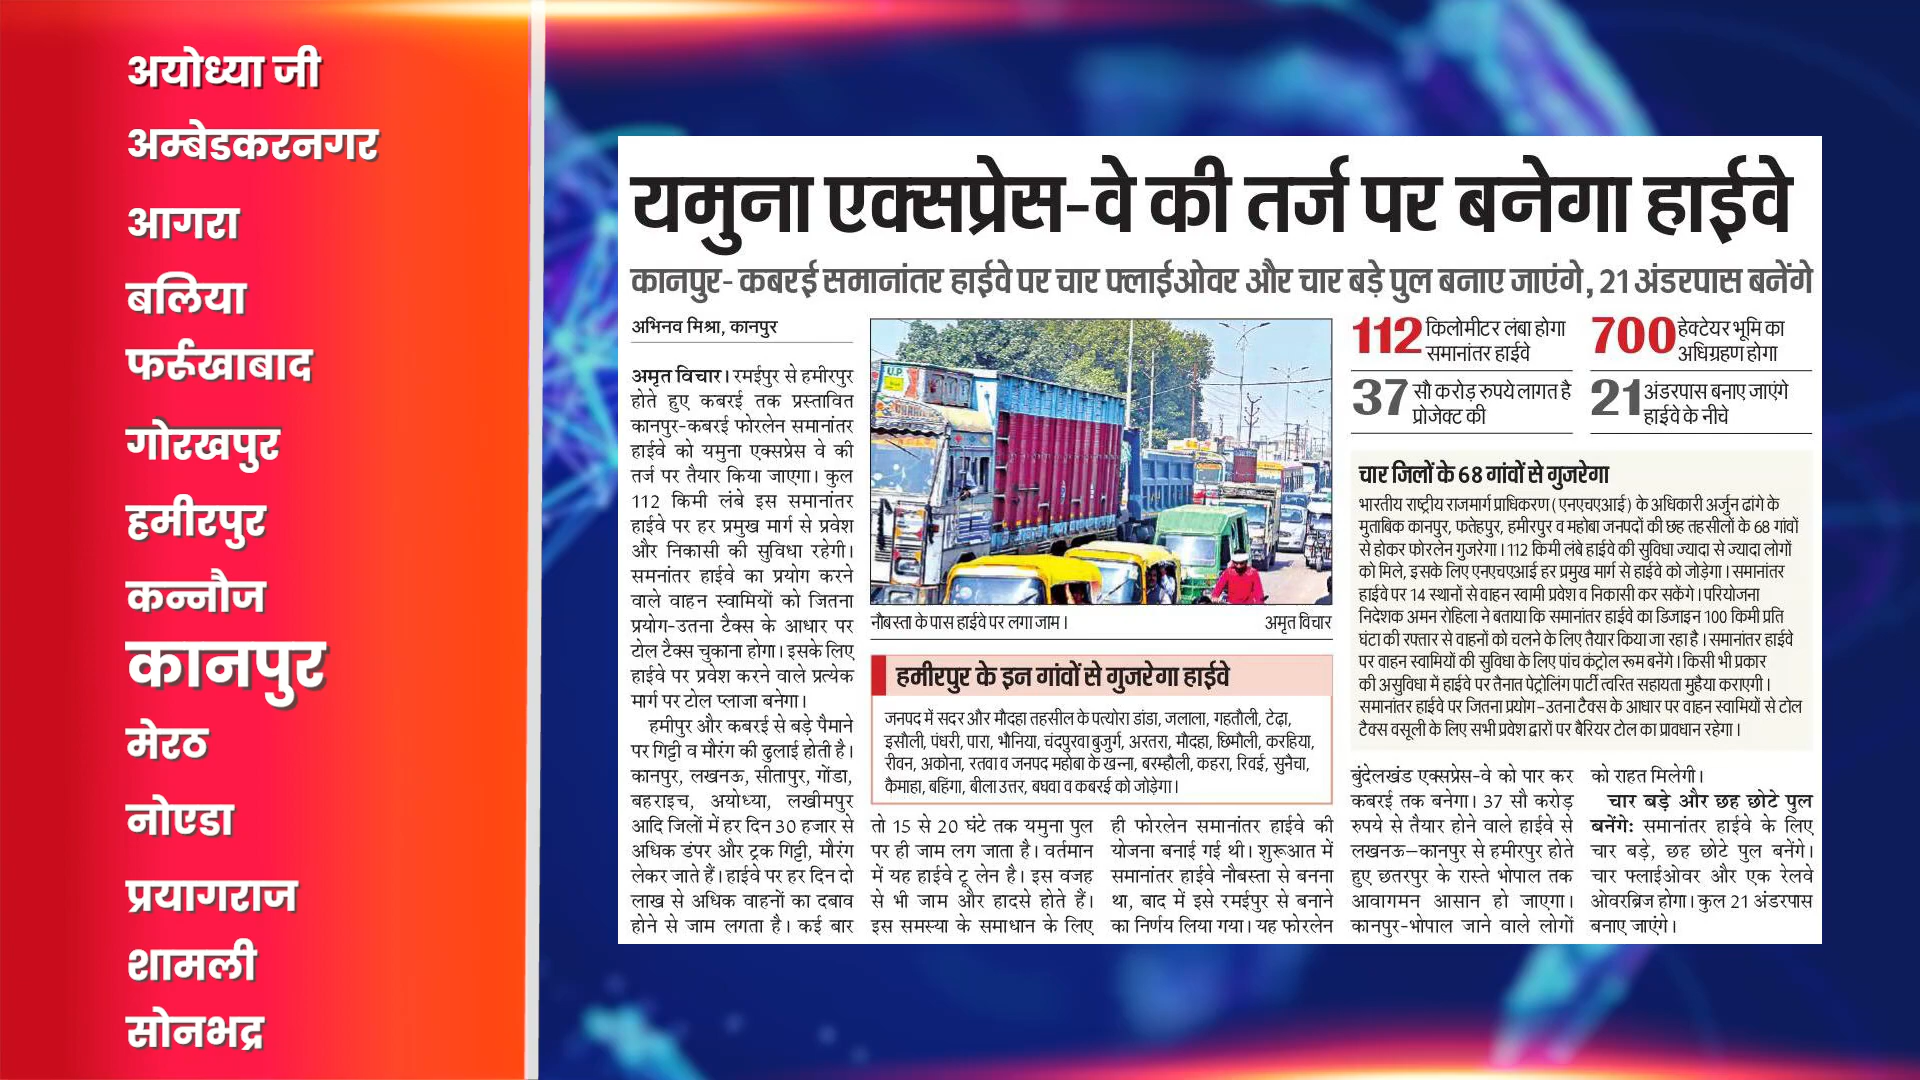 अयोध्या जी
अम्बेडकरनगर
आगरा
बलिया
फर्रूखाबाद
गोरखपुर
हमीरपुर
कन्नौज
कानपुर
मेरठ
नोएडा
प्रयागराज
शामली
सोनभद्र
यमुना एक्सप्रेस-वे की तर्ज पर बनेगा हाईवे
कानपुर- कबरई समानांतर हाईवे पर चार फ्लाईओवर और चार बड़े पुल बनाए जाएंगे, 21 अंडरपास बनेंगे
अभिनव मिश्रा, कानपुर
अमृत विचार। रमईपुर से हमीरपुर
होते हुए कबरई तक प्रस्तावित
कानपुर-कबरई फोरलेन समानांतर
हाईवे को यमुना एक्सप्रेस वे की
तर्ज पर तैयार किया जाएगा। कुल
112 किमी लंबे इस समानांतर
हाईवे पर हर प्रमुख मार्ग से प्रवेश
और निकासी की सुविधा रहेगी।
समनांतर हाईवे का प्रयोग करने
वाले वाहन स्वामियों को जितना
प्रयोग-उतना टैक्स के आधार पर
टोल टैक्स चुकाना होगा। इसके लिए
हाईवे पर प्रवेश करने वाले प्रत्येक
मार्ग पर टोल प्लाजा बनेगा।
हमीपुर और कबरई से बड़े पैमाने
पर गिट्टी व मौरंग की ढुलाई होती है।
कानपुर, लखनऊ, सीतापुर, गोंडा,
बहराइच, अयोध्या, लखीमपुर
आदि जिलों में हर दिन 30 हजार से
अधिक डंपर और ट्रक गिट्टी, मौरंग
लेकर जाते हैं। हाईवे पर हर दिन दो
लाख से अधिक वाहनों का दबाव
होने से जाम लगता है। कई बार
U.P.
नौबस्ता के पास हाईवे पर लगा जाम। अमृत विचार
हमीरपुर के इन गांवों से गुजरेगा हाईवे
जनपद में सदर और मौदहा तहसील के पत्योरा डांडा, जलाला, गहतौली, टेढ़ा,
इसौली, पंधरी, पारा, भौनिया, चंदपुरवा बुजुर्ग, अरतरा, मौदहा, छिमौली, करहिया,
रीवन, अकोना, रतवा व जनपद महोबा के खन्ना, बरम्हौली, कहरा, रिवई, सुनैचा,
कैमाहा, बहिंगा, बीला उत्तर, बघवा व कबरई को जोड़ेगा।
तो 15 से 20 घंटे तक यमुना पुल
पर ही जाम लग जाता है। वर्तमान
में यह हाईवे टू लेन है। इस वजह
से भी जाम और हादसे होते हैं।
इस समस्या के समाधान के लिए
ही फोरलेन समानांतर हाईवे की
योजना बनाई गई थी। शुरूआत में
समानांतर हाईवे नौबस्ता से बनना
था, बाद में इसे रमईपुर से बनाने
का निर्णय लिया गया। यह फोरलेन
112 किलोमीटर लंबा होगा
समानांतर हाईवे
700 हेक्टेयर भूमि का
अधिग्रहण होगा
37 सौ करोड़ रुपये लागत है
प्रोजेक्ट की
21 अंडरपास बनाए जाएंगे
हाईवे के नीचे
चार जिलों के 68 गांवों से गुजरेगा
भारतीय राष्ट्रीय राजमार्ग प्राधिकरण ( एनएचएआई ) के अधिकारी अर्जुन ढांगे के
मुताबिक कानपुर, फतेहपुर, हमीरपुर व महोबा जनपदों की छह तहसीलों के 68 गांवों
से होकर फोरलेन गुजरेगा। 112 किमी लंबे हाईवे की सुविधा ज्यादा से ज्यादा लोगों
को मिले, इसके लिए एनएचएआई हर प्रमुख मार्ग से हाईवे को जोड़ेगा। समानांतर
हाईवे पर 14 स्थानों से वाहन स्वामी प्रवेश व निकासी कर सकेंगे। परियोजना
निदेशक अमन रोहिला ने बताया कि समानांतर हाईवे का डिजाइन 100 किमी प्रति
घंटा की रफ्तार से वाहनों को चलने के लिए तैयार किया जा रहा है। समानांतर हाईवे
पर वाहन स्वामियों की सुविधा के लिए पांच कंट्रोल रूम बनेंगे। किसी भी प्रकार
की असुविधा में हाईवे पर तैनात पेट्रोलिंग पार्टी त्वरित सहायता मुहैया कराएगी।
समानांतर हाईवे पर जितना प्रयोग-उतना टैक्स के आधार पर वाहन स्वामियों से टोल
टैक्स वसूली के लिए सभी प्रवेश द्वारों पर बैरियर टोल का प्रावधान रहेगा।
बुंदेलखंड एक्सप्रेस-वे को पार कर
कबरई तक बनेगा। 37 सौ करोड़
रुपये से तैयार होने वाले हाईवे से
लखनऊ–कानपुर से हमीरपुर होते
हुए छतरपुर के रास्ते भोपाल तक
आवागमन आसान हो जाएगा।
कानपुर-भोपाल जाने वाले लोगों
को राहत मिलेगी।
चार बड़े और छह छोटे पुल
बनेंगे: समानांतर हाईवे के लिए
चार बड़े, छह छोटे पुल बनेंगे।
चार फ्लाईओवर और एक रेलवे
ओवरब्रिज होगा। कुल 21 अंडरपास
बनाए जाएंगे।